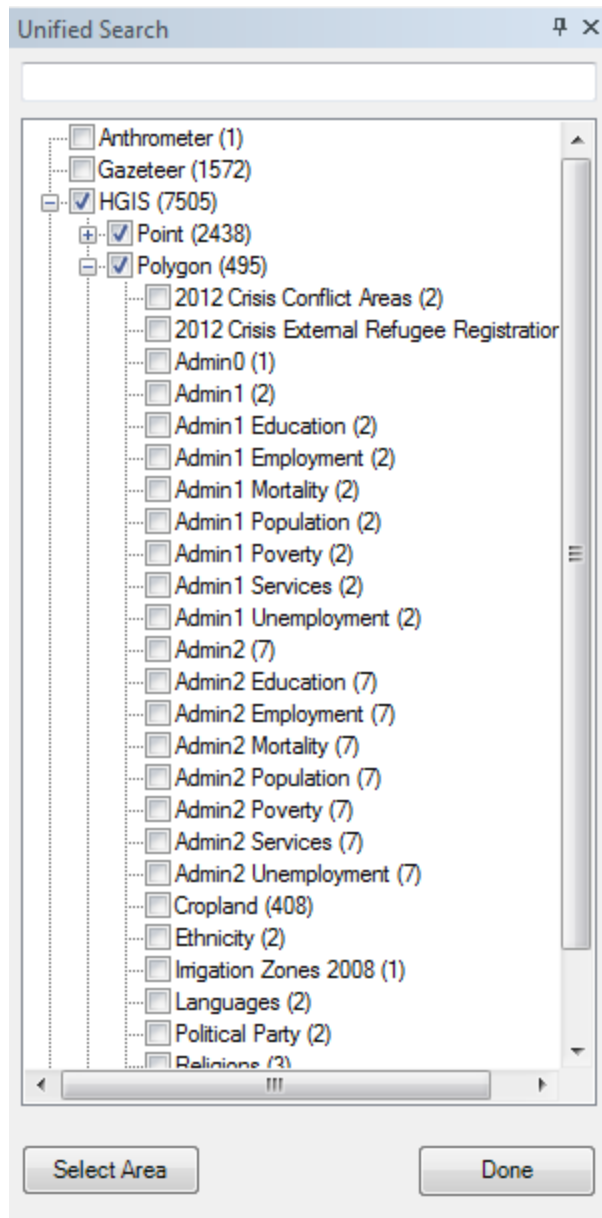 Unified Search
Anthrometer (1)
Gazeteer (1572)
HGIS (7505)
Point (2438)
Polygon (495)
2012 Crisis Conflict Areas (2)
2012 Crisis External Refugee Registration
Admin0 (1)
Admin1 (2)
Admin1 Education (2)
Admin1 Employment (2)
Admin1 Mortality (2)
Admin1 Population (2)
Admin1 Poverty (2)
Admin1 Services (2)
Admin1 Unemployment (2)
Admin2 (7)
Admin2 Education (7)
Admin2 Employment (7)
Admin2 Mortality (7)
Admin2 Population (7)
Admin2 Poverty (7)
Admin2 Services (7)
Admin2 Unemployment (7)
Cropland (408)
Ethnicity (2)
Irrigation Zones 2008 (1)
Languages (2)
Political Party (2)
Religions (3)
Select Area
Done